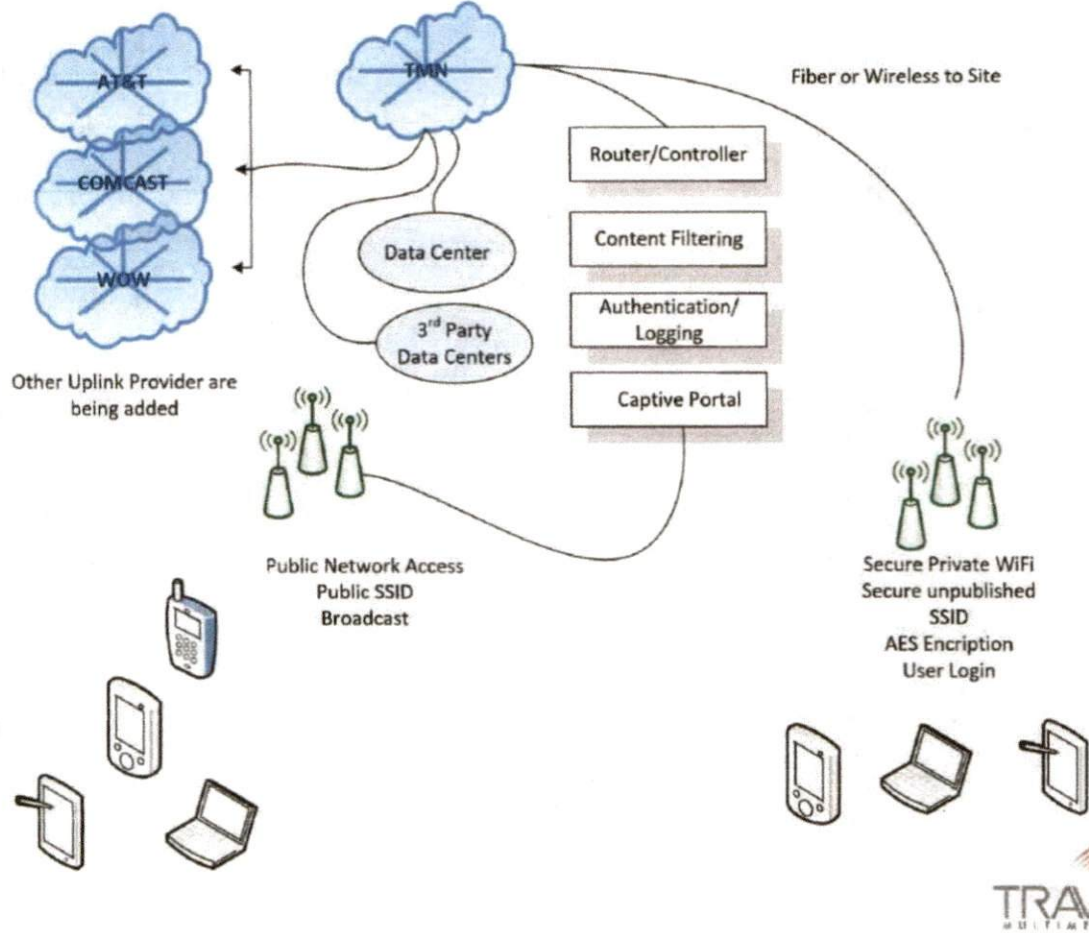 AT&T
COMCAST
WOW
Other Uplink Provider are
being added
TMN
Data Center
3rd Party
Data Centers
Fiber or Wireless to Site
Router/Controller
Content Filtering
Authentication/
Logging
Captive Portal
Public Network Access
Public SSID
Broadcast
Secure Private WiFi
Secure unpublished
SSID
AES Encription
User Login